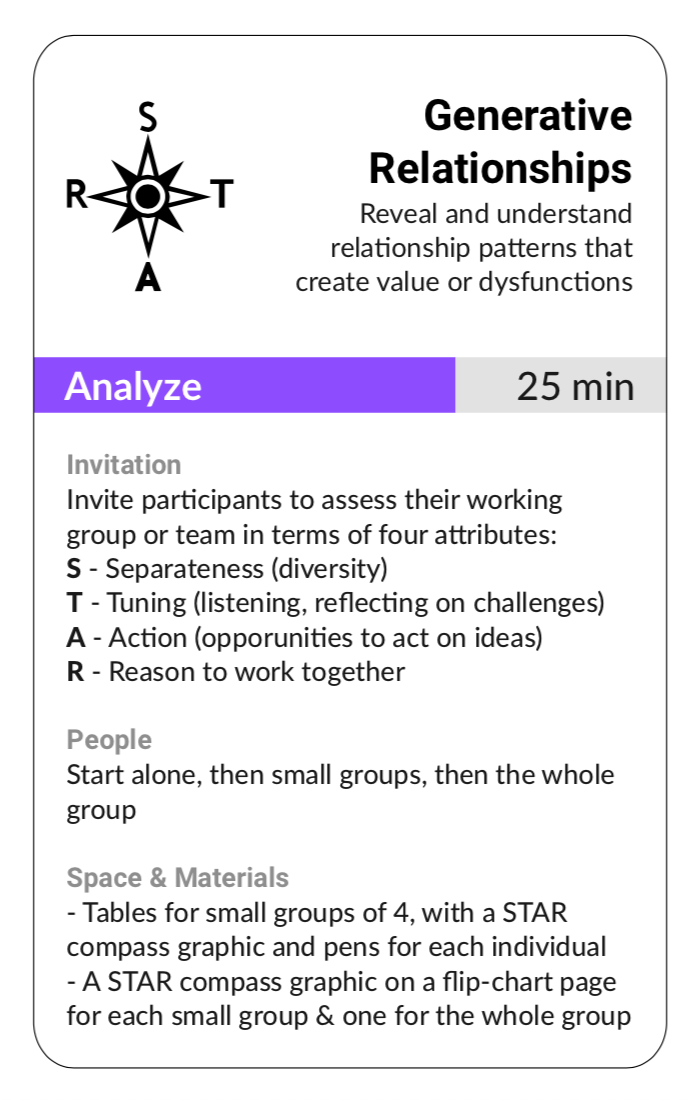 S
R T
A
Generative
Relationships
Reveal and understand
relationship patterns that
create value or dysfunctions
Analyze 25 min
Invitation
Invite participants to assess their working
group or team in terms of four attributes:
S - Separateness (diversity)
T - Tuning (listening, reflecting on challenges)
A - Action (opporunities to act on ideas)
R - Reason to work together
People
Start alone, then small groups, then the whole
group
Space & Materials
- Tables for small groups of 4, with a STAR
compass graphic and pens for each individual
- A STAR compass graphic on a flip-chart page
for each small group & one for the whole group